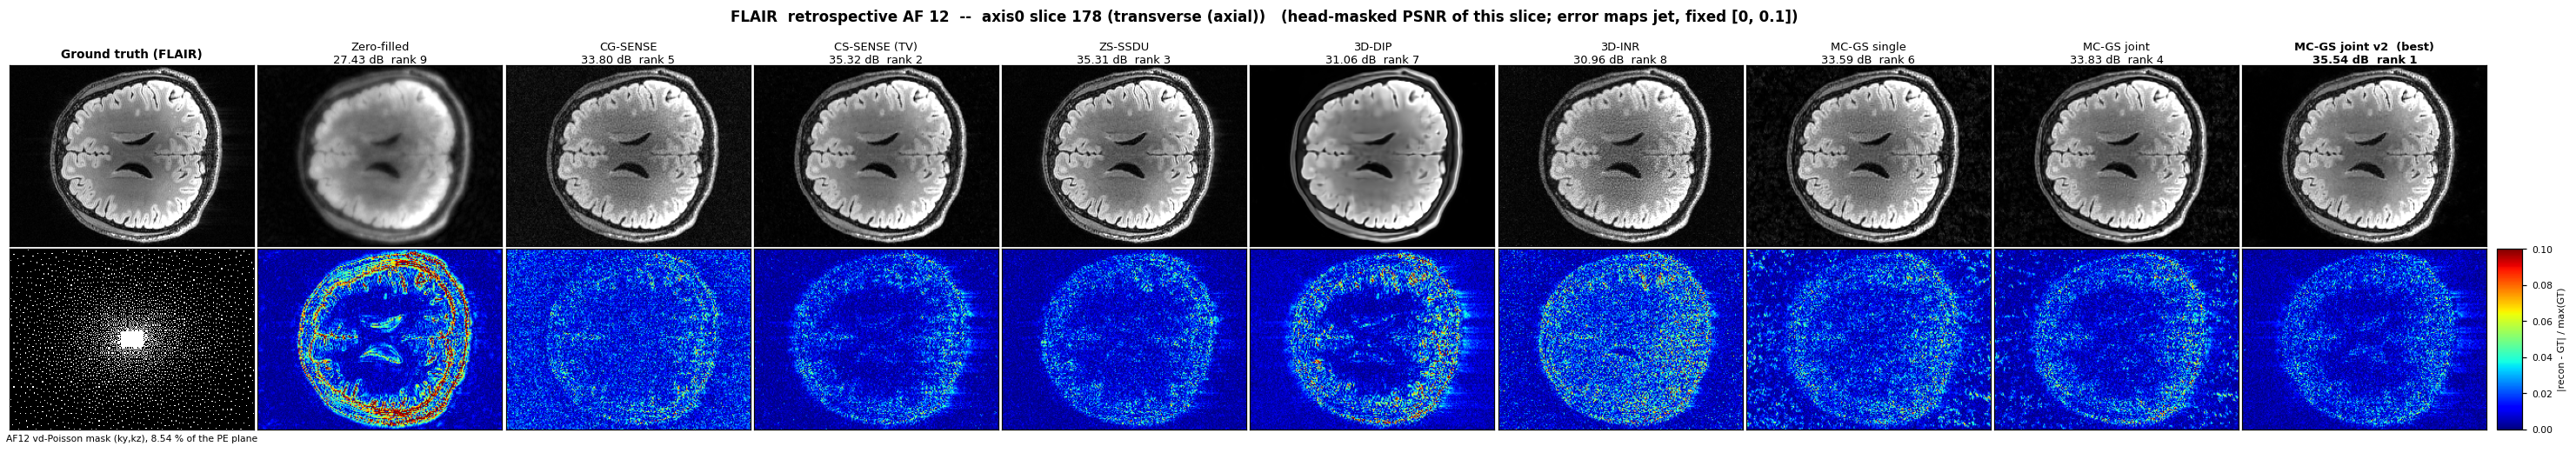 FLAIR  retrospective AF 12  --  axis0 slice 178 (transverse (axial))   (head-masked PSNR of this slice; error maps jet, fixed [0, 0.1])
Ground truth (FLAIR)
Zero-filled
27.43 dB  rank 9
CG-SENSE
33.80 dB  rank 5
CS-SENSE (TV)
35.32 dB  rank 2
ZS-SSDU
35.31 dB  rank 3
3D-DIP
31.06 dB  rank 7
3D-INR
30.96 dB  rank 8
MC-GS single
33.59 dB  rank 6
MC-GS joint
33.83 dB  rank 4
MC-GS joint v2  (best)
35.54 dB  rank 1
0.10
0.08
0.06
0.04
0.02
0.00
|recon - GT| / max(GT)
AF12 vd-Poisson mask (ky,kz), 8.54 % of the PE plane